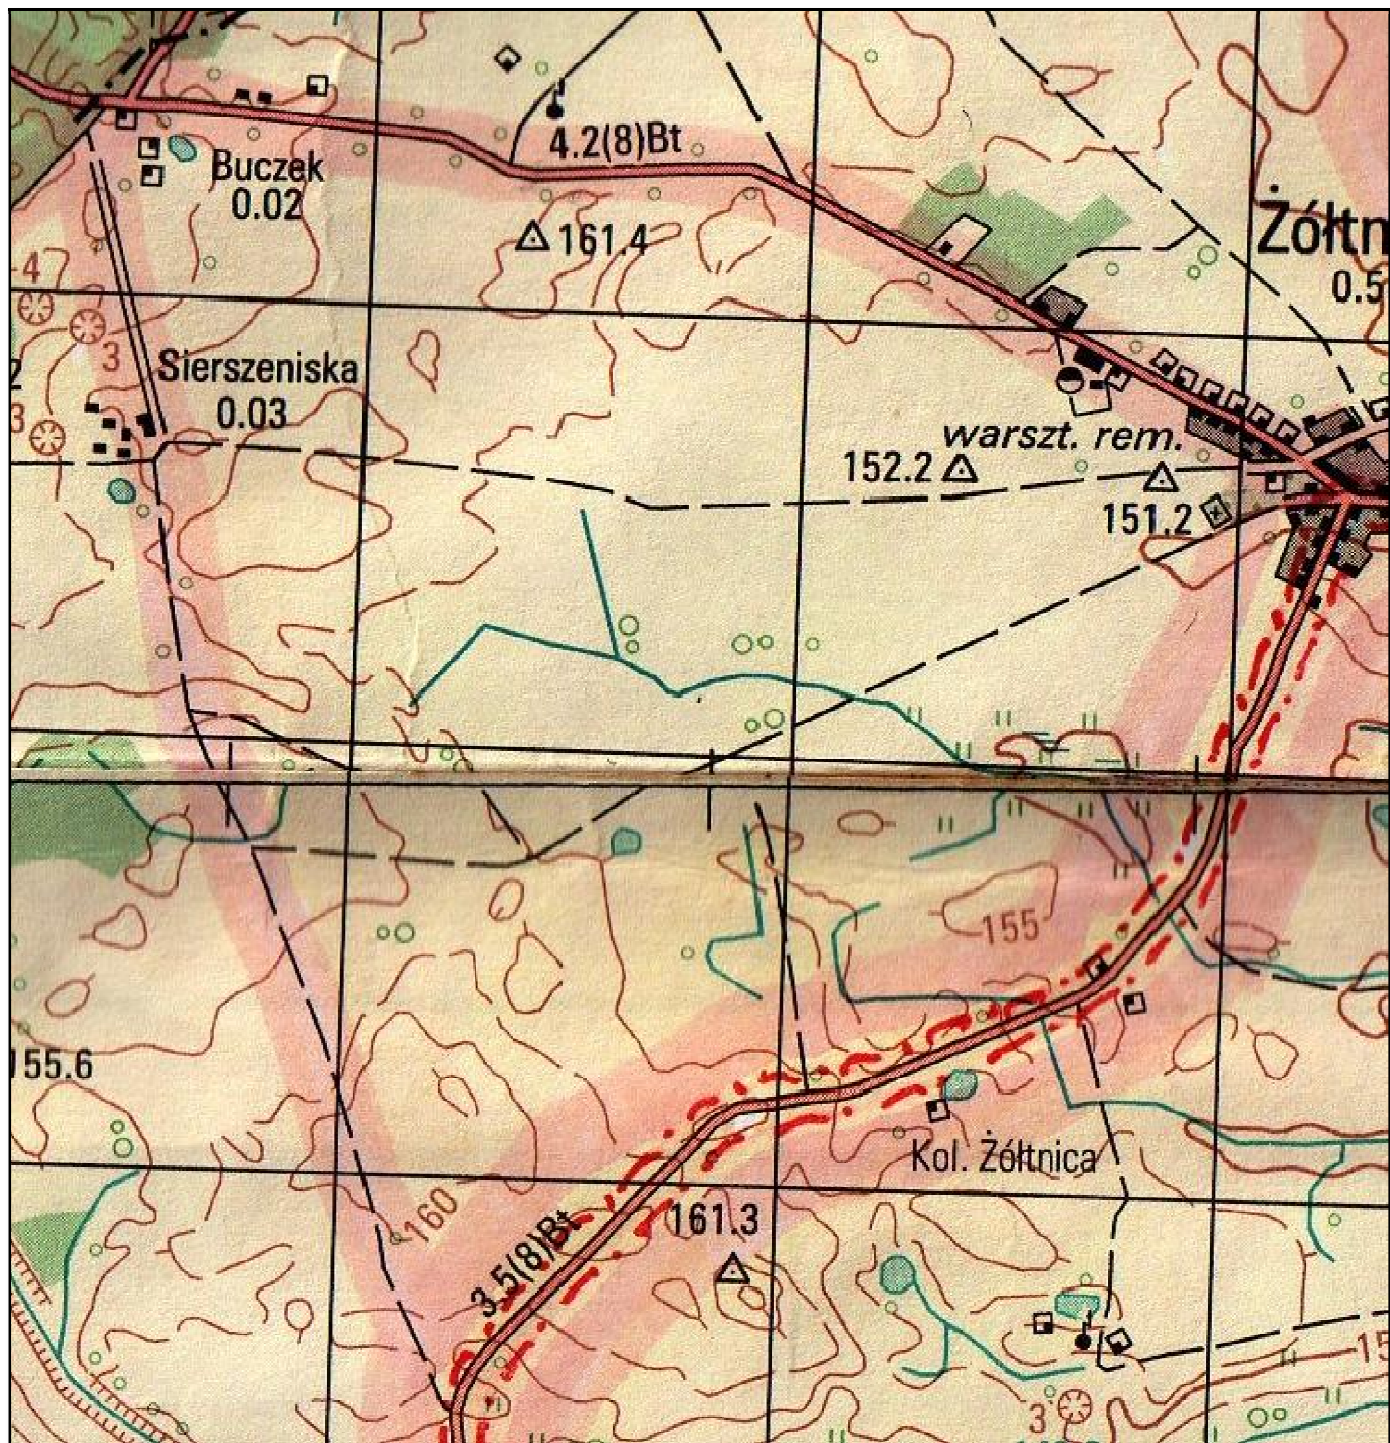 4.2(8)Bt
Buczek
0.02
161.4
Żółtn
0.5
4
3
Sierszeniska
0.03
2
3
warszt. rem.
152.2
151.2
155
155.6
Kol. Żółtnica
160
161.3
3.5(8)Bt
15
3